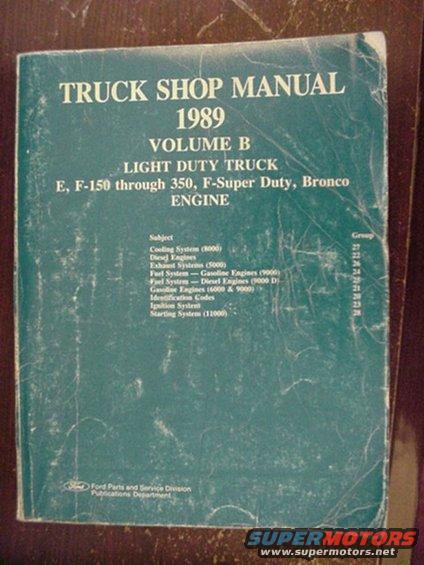 TRUCK SHOP MANUAL
1989
VOLUME B
LIGHT DUTY TRUCK
E, F-150 through 350, F-Super Duty, Bronco
ENGINE
Subject Group
Cooling System (8000) 27
Diesel Engines 22
Exhaust Systems (5000) 26
Fuel System — Gasoline Engines (9000) 24
Fuel System — Diesel Engines (9000 D) 25
Gasoline Engines (6000 & 9000) 21
Identification Codes 20
Ignition System 23
Starting System (11000) 28
Ford Ford Parts and Service Division
Publications Department
SUPERMOTORS
www.supermotors.net